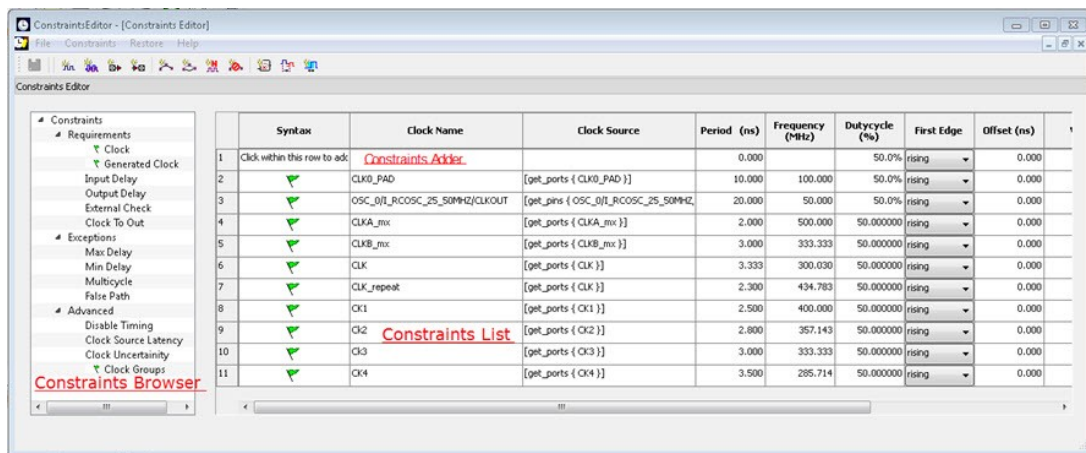 ConstraintsEditor - [Constraints Editor]
File Constraints Restore Help
Constraints Editor
Constraints
Requirements
Clock
Generated Clock
Input Delay
Output Delay
External Check
Clock To Out
Exceptions
Max Delay
Min Delay
Multicycle
False Path
Advanced
Disable Timing
Clock Source Latency
Clock Uncertainity
Clock Groups
Constraints Browser
Syntax Clock Name Clock Source Period (ns) Frequency (MHz) Dutycycle (%) First Edge Offset (ns)
1 Click within this row to add Constraints Adder 0.000 50.0% rising 0.000
2 CLK0_PAD [get_ports { CLK0_PAD }] 10.000 100.000 50.0% rising 0.000
3 OSC_0/I_RCOSC_25_50MHZ/CLKOUT [get_pins { OSC_0/I_RCOSC_25_50MHZ, 20.000 50.000 50.0% rising 0.000
4 CLKA_mx [get_ports { CLKA_mx }] 2.000 500.000 50.000000 rising 0.000
5 CLKB_mx [get_ports { CLKB_mx }] 3.000 333.333 50.000000 rising 0.000
6 CLK [get_ports { CLK }] 3.333 300.030 50.000000 rising 0.000
7 CLK_repeat [get_ports { CLK }] 2.300 434.783 50.000000 rising 0.000
8 CK1 [get_ports { CK1 }] 2.500 400.000 50.000000 rising 0.000
9 Ck2 Constraints List [get_ports { CK2 }] 2.800 357.143 50.000000 rising 0.000
10 Ck3 [get_ports { CK3 }] 3.000 333.333 50.000000 rising 0.000
11 CK4 [get_ports { CK4 }] 3.500 285.714 50.000000 rising 0.000